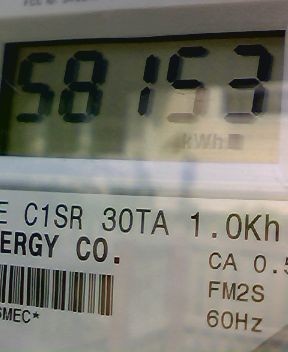 58153
kWh
E C1SR 30TA 1.0Kh
ERGY CO.
CA 0.5
FM2S
60Hz
SMEC*